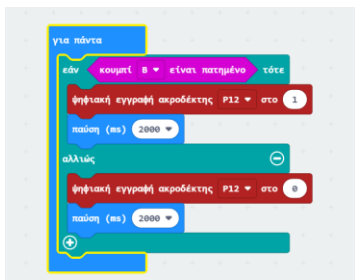 για πάντα
εάν κουμπί B είναι πατημένο τότε
ψηφιακή εγγραφή ακροδέκτης P12 στο 1
παύση (ms) 2000
αλλιώς
ψηφιακή εγγραφή ακροδέκτης P12 στο 0
παύση (ms) 2000